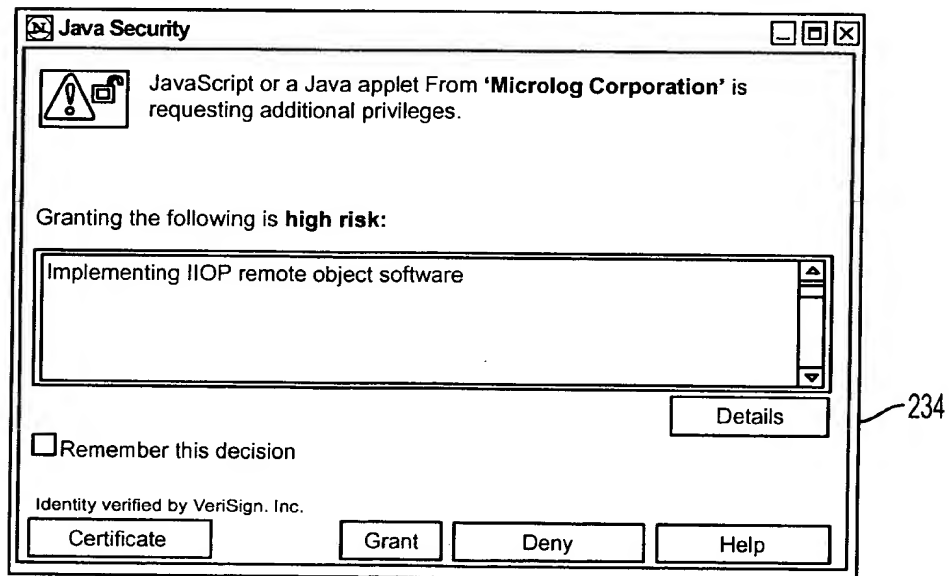 Java Security
JavaScript or a Java applet From 'Microlog Corporation' is
requesting additional privileges.
Granting the following is high risk:
Implementing IIOP remote object software
Details
234
Remember this decision
Identity verified by VeriSign. Inc.
Certificate Grant Deny Help